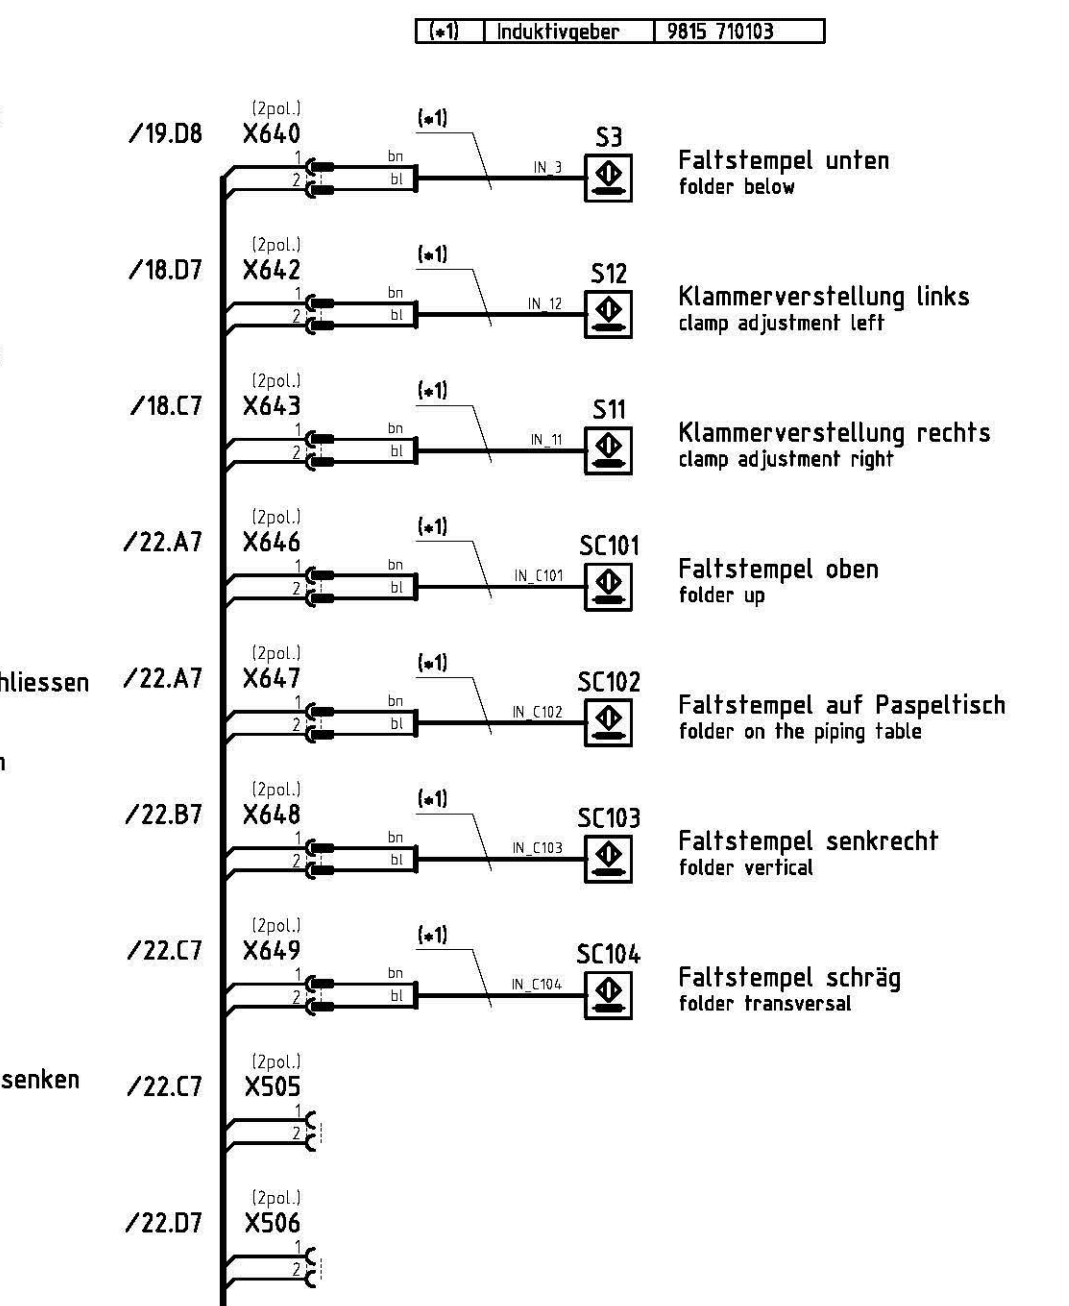 (*1) Induktivgeber 9815 710103
(2pol.)
/19.D8 X640 (*1) S3
1 bn IN_3 Faltstempel unten
2 bl folder below
(2pol.)
/18.D7 X642 (*1) S12
1 bn IN_12 Klammerverstellung links
2 bl clamp adjustment left
(2pol.)
/18.C7 X643 (*1) S11
1 bn IN_11 Klammerverstellung rechts
2 bl clamp adjustment right
(2pol.)
/22.A7 X646 (*1) SC101
1 bn IN_C101 Faltstempel oben
2 bl folder up
(2pol.)
hliessen /22.A7 X647 (*1) SC102
1 bn IN_C102 Faltstempel auf Paspeltisch
2 bl folder on the piping table
n
(2pol.)
/22.B7 X648 (*1) SC103
1 bn IN_C103 Faltstempel senkrecht
2 bl folder vertical
(2pol.)
/22.C7 X649 (*1) SC104
1 bn IN_C104 Faltstempel schräg
2 bl folder transversal
(2pol.)
senken /22.C7 X505
1
2
(2pol.)
/22.D7 X506
1
2